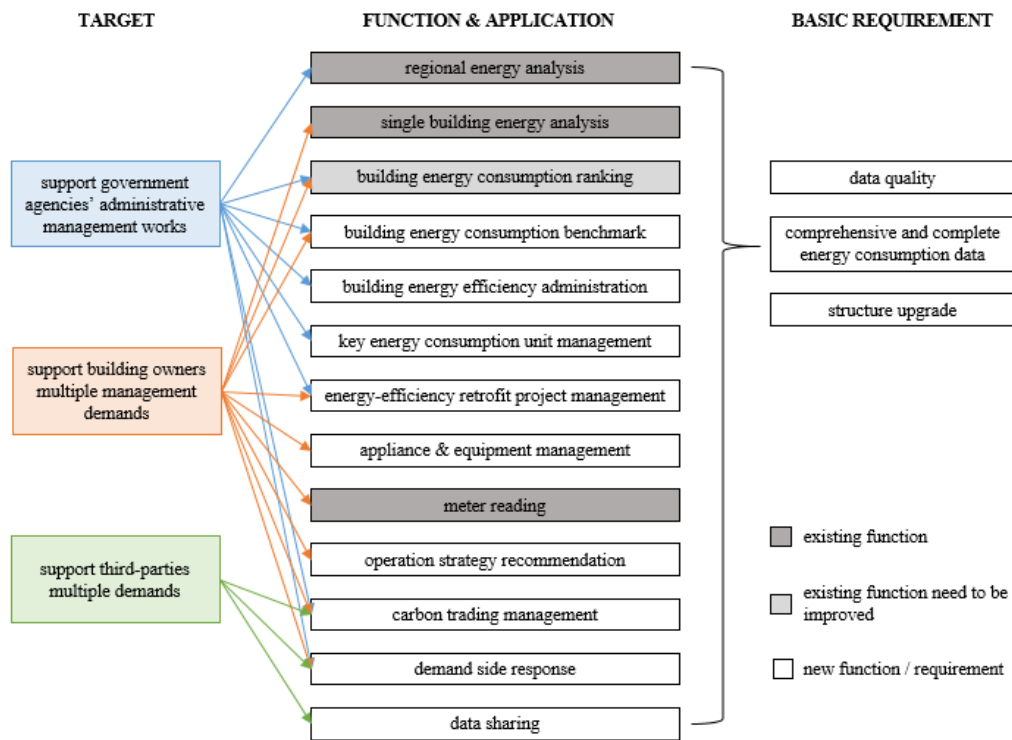 TARGET
FUNCTION & APPLICATION
BASIC REQUIREMENT
support government
agencies’ administrative
management works
support building owners
multiple management
demands
support third-parties
multiple demands
regional energy analysis
single building energy analysis
building energy consumption ranking
building energy consumption benchmark
building energy efficiency administration
key energy consumption unit management
energy-efficiency retrofit project management
appliance & equipment management
meter reading
operation strategy recommendation
carbon trading management
demand side response
data sharing
data quality
comprehensive and complete
energy consumption data
structure upgrade
existing function
existing function need to be
improved
new function / requirement